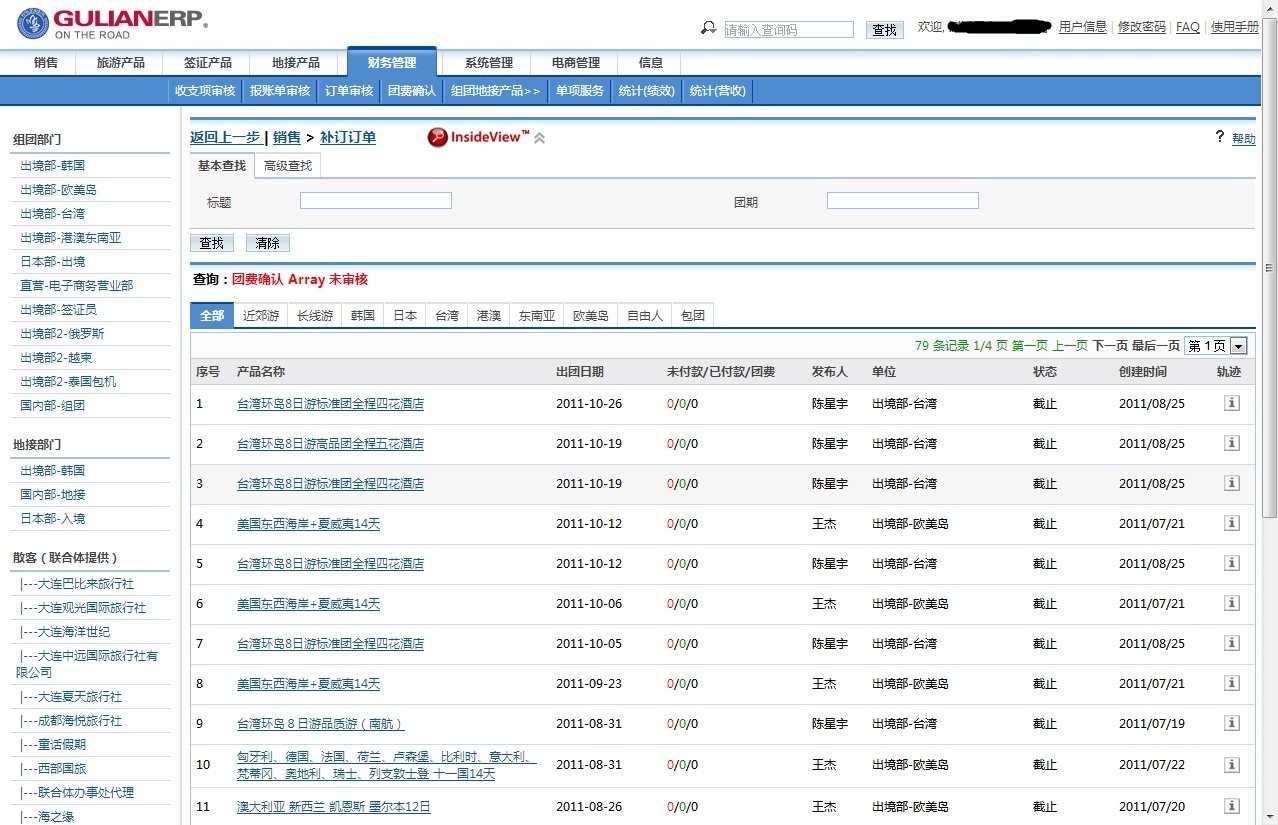 GULIANERP®
ON THE ROAD
请输入查询码 查找 欢迎, 用户信息 | 修改密码 | FAQ | 使用手册
销售 旅游产品 签证产品 地接产品 财务管理 系统管理 电商管理 信息
收支项审核 报账单审核 订单审核 团费确认 组团地接产品>> 单项服务 统计(绩效) 统计(营收)
组团部门
出境部-韩国
出境部-欧美岛
出境部-台湾
出境部-港澳东南亚
日本部-出境
直营-电子商务营业部
出境部-签证员
出境部2-俄罗斯
出境部2-越柬
出境部2-泰国包机
国内部-组团
地接部门
出境部-韩国
国内部-地接
日本部-入境
散客（联合体提供）
|---大连巴比来旅行社
|---大连观光国际旅行社
|---大连海洋世纪
|---大连中远国际旅行社有
限公司
|---大连夏天旅行社
|---成都海悦旅行社
|---童话假期
|---西部国旅
|---联合体办事处代理
|---海之缘
返回上一步 | 销售 > 补订订单 InsideView™ ? 帮助
基本查找 高级查找
标题 团期
查找 清除
查询：团费确认 Array 未审核
全部 近郊游 长线游 韩国 日本 台湾 港澳 东南亚 欧美岛 自由人 包团
79 条记录 1/4 页 第一页 上一页 下一页 最后一页 第 1 页
序号 产品名称 出团日期 未付款/已付款/团费 发布人 单位 状态 创建时间 轨迹
1 台湾环岛8日游标准团全程四花酒店 2011-10-26 0/0/0 陈星宇 出境部-台湾 截止 2011/08/25
2 台湾环岛8日游高品团全程五花酒店 2011-10-19 0/0/0 陈星宇 出境部-台湾 截止 2011/08/25
3 台湾环岛8日游标准团全程四花酒店 2011-10-19 0/0/0 陈星宇 出境部-台湾 截止 2011/08/25
4 美国东西海岸+夏威夷14天 2011-10-12 0/0/0 王杰 出境部-欧美岛 截止 2011/07/21
5 台湾环岛8日游标准团全程四花酒店 2011-10-12 0/0/0 陈星宇 出境部-台湾 截止 2011/08/25
6 美国东西海岸+夏威夷14天 2011-10-06 0/0/0 王杰 出境部-欧美岛 截止 2011/07/21
7 台湾环岛8日游标准团全程四花酒店 2011-10-05 0/0/0 陈星宇 出境部-台湾 截止 2011/08/25
8 美国东西海岸+夏威夷14天 2011-09-23 0/0/0 王杰 出境部-欧美岛 截止 2011/07/21
9 台湾环岛８日游品质游（南航） 2011-08-31 0/0/0 陈星宇 出境部-台湾 截止 2011/07/19
10 匈牙利、德国、法国、荷兰、卢森堡、比利时、意大利、
梵蒂冈、奥地利、瑞士、列支敦士登 十一国14天 2011-08-31 0/0/0 王杰 出境部-欧美岛 截止 2011/07/22
11 澳大利亚 新西兰 凯恩斯 墨尔本12日 2011-08-26 0/0/0 王杰 出境部-欧美岛 截止 2011/07/20